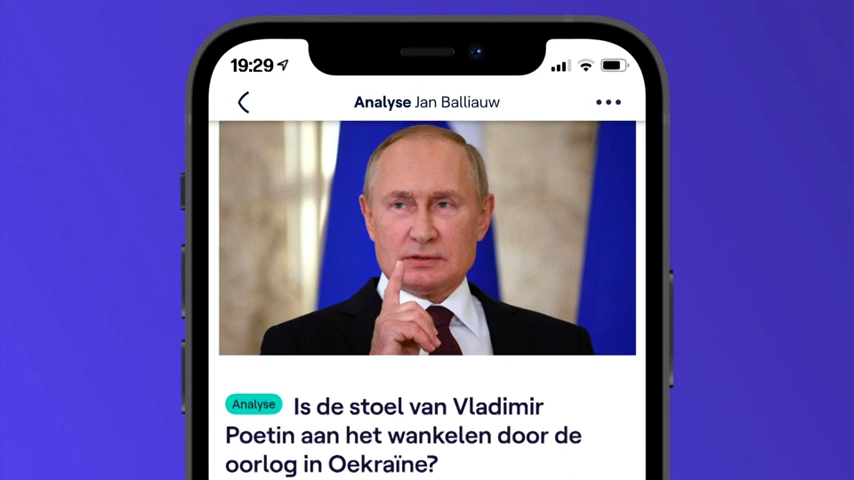 19:29
Analyse Jan Balliauw
Analyse Is de stoel van Vladimir
Poetin aan het wankelen door de
oorlog in Oekraïne?